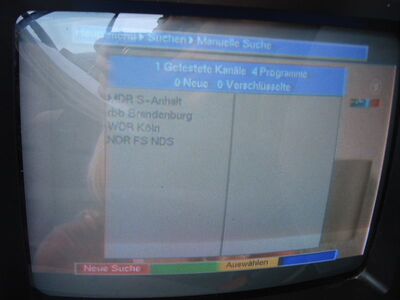 Hauptmenü ▸ Suchen ▸ Manuelle Suche
1 Getestete Kanäle 4 Programme
0 Neue 0 Verschlüsselte
MDR S-Anhalt
rbb Brandenburg
WDR Köln
NDR FS NDS
Neue Suche
Auswählen